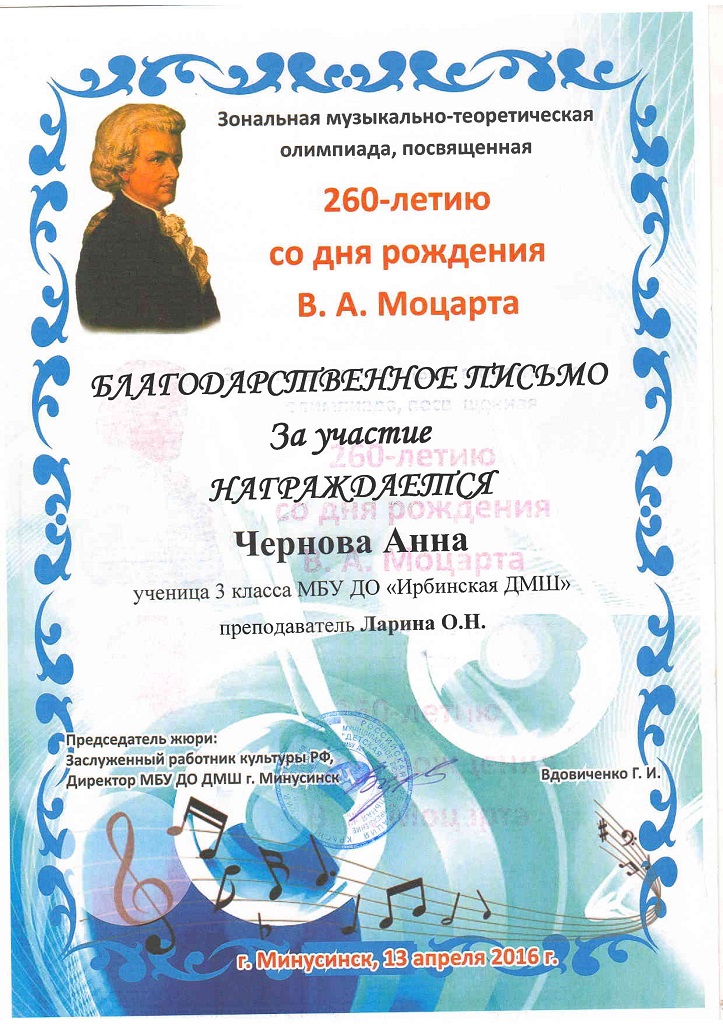 Зональная музыкально-теоретическая
олимпиада, посвященная
260-летию
со дня рождения
В. А. Моцарта
БЛАГОДАРСТВЕННОЕ ПИСЬМО
За участие
НАГРАЖДАЕТСЯ
Чернова Анна
ученица 3 класса МБУ ДО «Ирбинская ДМШ»
преподаватель Ларина О.Н.
Председатель жюри:
Заслуженный работник культуры РФ,
Директор МБУ ДО ДМШ г. Минусинск
Вдовиченко Г. И.
г. Минусинск, 13 апреля 2016 г.